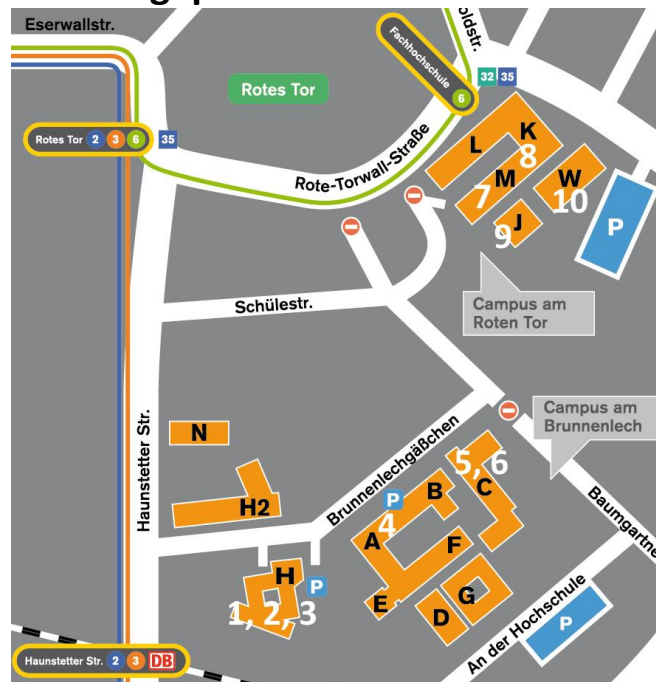 Eserwallstr.
oldstr.
Fachhochschule 6
32 35
Rotes Tor
Rotes Tor 2 3 6
35
Rote-Torwall-Straße
L
K
8
M
7
W
10
J
9
P
Campus am
Roten Tor
Schülestr.
Haunstetter Str.
N
H2
Brunnenlechgäßchen
Campus am
Brunnenlech
Baumgartne
5, 6
C
P
B
4
A
F
E
G
D
H
P
1, 2, 3
An der Hochschule
P
Haunstetter Str. 2 3 DB